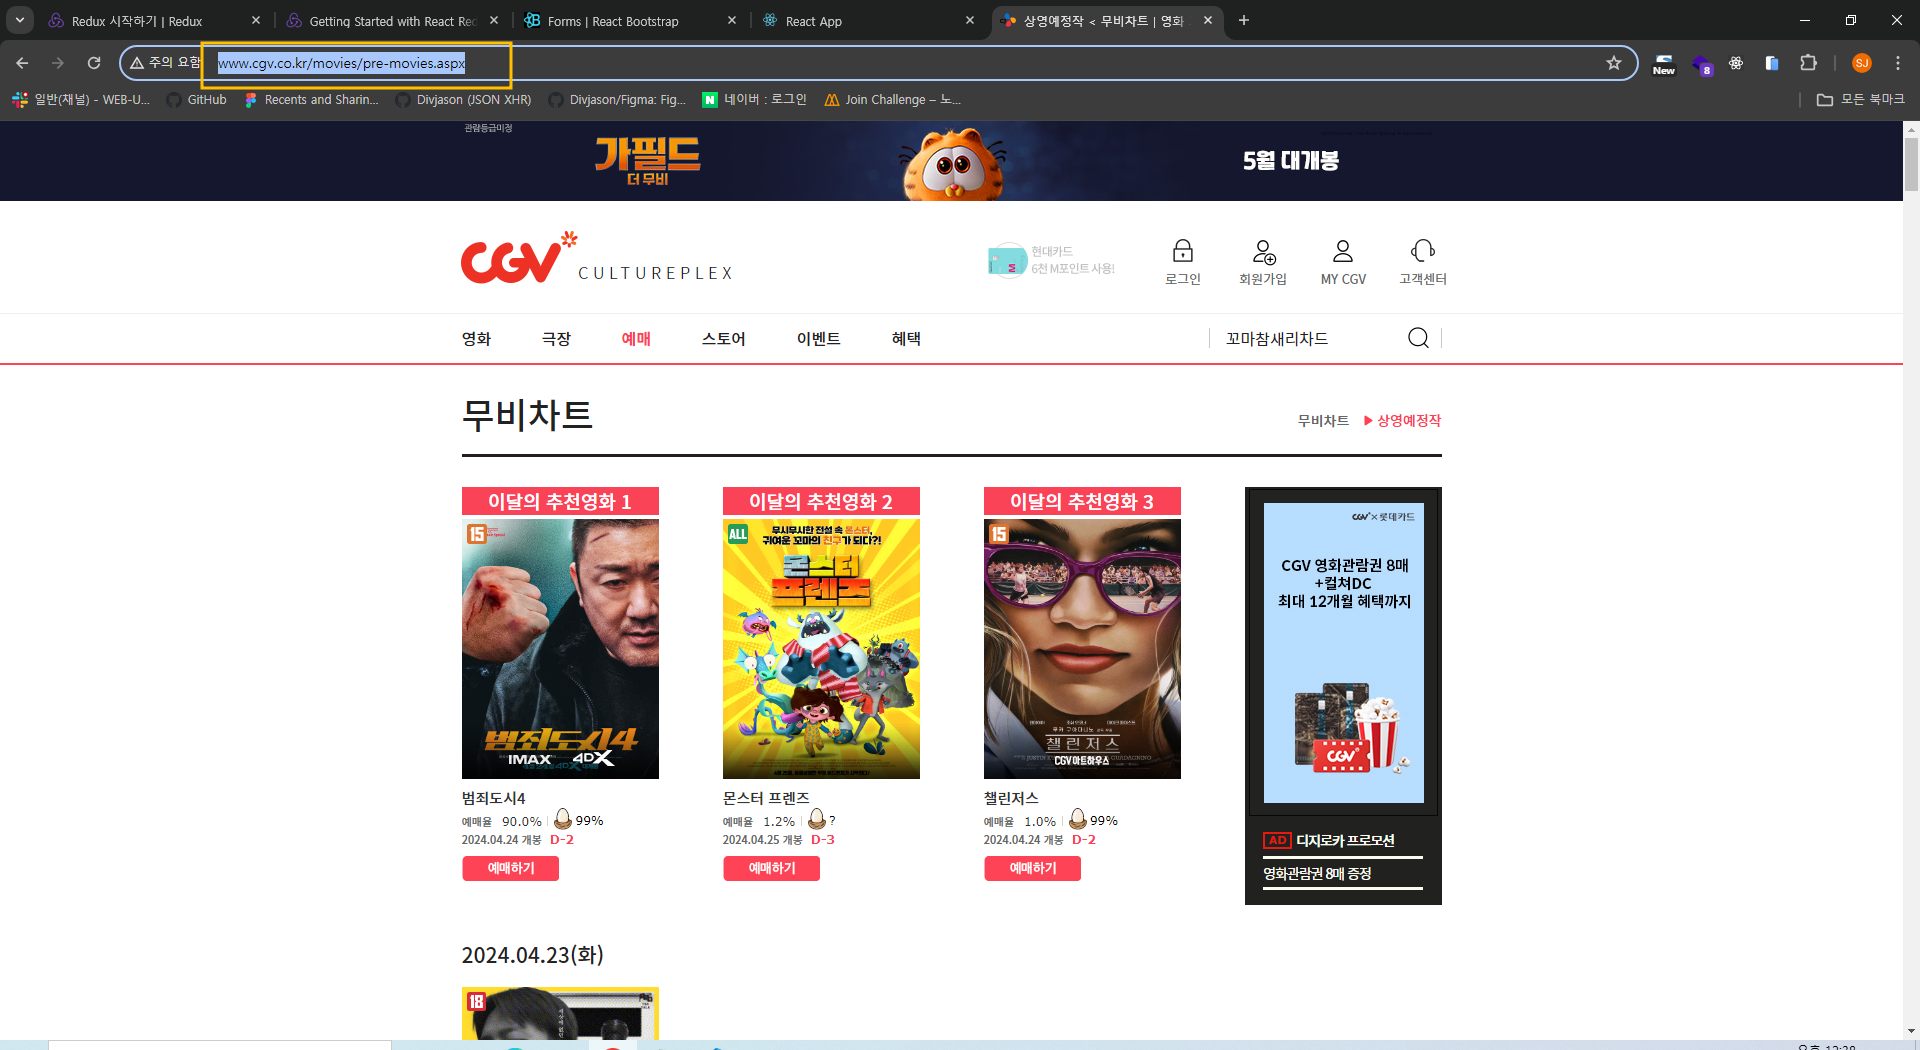 Redux 시작하기 | Redux
Getting Started with React Rec
Forms | React Bootstrap
React App
상영예정작 < 무비차트 | 영화
주의 요함
www.cgv.co.kr/movies/pre-movies.aspx
New
8
SJ
일반(채널) - WEB-U...
GitHub
Recents and Sharin...
Divjason (JSON XHR)
Divjason/Figma: Fig...
N
네이버 : 로그인
Join Challenge – 노...
모든 북마크
관람등급미정
가필드
더 무비
5월 대개봉
CGV
CULTUREPLEX
현대카드
6천 M포인트 사용!
로그인
회원가입
MY CGV
고객센터
영화
극장
예매
스토어
이벤트
혜택
꼬마참새리차드
무비차트
무비차트
▶ 상영예정작
이달의 추천영화 1
이달의 추천영화 2
이달의 추천영화 3
15
범죄도시4
IMAX 4DX
ALL
무시무시한 전설 속 몬스터,
귀여운 꼬마의 친구가 되다?!
몬스터
프렌즈
15
챌린저스
CGV아트하우스
CGV × 롯데카드
CGV 영화관람권 8매
+컬쳐DC
최대 12개월 혜택까지
CGV
범죄도시4
예매율 90.0% 99%
2024.04.24 개봉 D-2
예매하기
몬스터 프렌즈
예매율 1.2% ?
2024.04.25 개봉 D-3
예매하기
챌린저스
예매율 1.0% 99%
2024.04.24 개봉 D-2
예매하기
AD 디지로카 프로모션
영화관람권 8매 증정
2024.04.23(화)
18